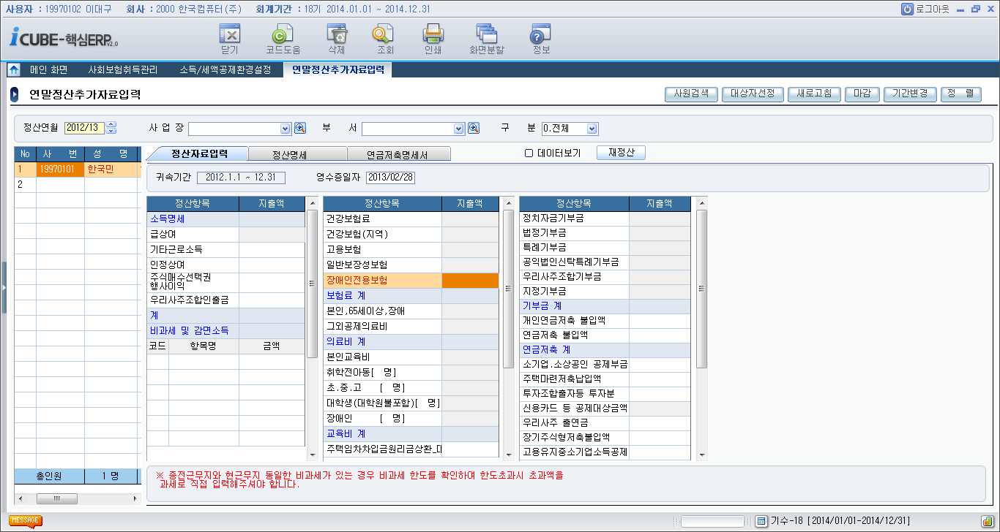 사용자 : 19970102 이대구 회사 : 2000 한국컴퓨터(주) 회계기간 : 18기 2014.01.01 ~ 2014.12.31 로그아웃
iCUBE-핵심ERP v2.0
닫기 코드도움 삭제 조회 인쇄 화면분할 정보
메인 화면 사회보험취득관리 소득/세액공제환경설정 연말정산추가자료입력
연말정산추가자료입력 사원검색 대상자선정 새로고침 마감 기간변경 정 렬
정산연월 2012/13 사 업 장 부 서 구 분 0.전체
No 사 번 성 명
1 19970101 한국민
2
총인원 1 명
정산자료입력 정산명세 연금저축명세서 데이터보기 재정산
귀속기간 2012.1.1 ~ 12.31 영수증일자 2013/02/28
정산항목 지출액
소득명세
급상여
기타근로소득
인정상여
주식매수선택권
행사이익
우리사주조합인출금
계
비과세 및 감면소득
코드 항목명 금액
정산항목 지출액
건강보험료
건강보험(지역)
고용보험
일반보장성보험
장애인전용보험
보험료 계
본인,65세이상,장애
그외공제의료비
의료비 계
본인교육비
취학전아동[ 명]
초.중.고 [ 명]
대학생(대학원불포함)[ 명]
장애인 [ 명]
교육비 계
주택임차차입금원리금상환_대
정산항목 지출액
정치자금기부금
법정기부금
특례기부금
공익법인신탁특례기부금
우리사주조합기부금
지정기부금
기부금 계
개인연금저축 불입액
연금저축 불입액
연금저축 계
소기업.소상공인 공제부금
주택마련저축납입액
투자조합출자등 투자분
신용카드 등 공제대상금액
우리사주 출연금
장기주식형저축불입액
고용유지중소기업소득공제
※ 종전근무지와 현근무지 동일한 비과세가 있는 경우 비과세 한도를 확인하여 한도초과시 초과액을
과세로 직접 입력해주셔야 합니다.
MESSAGE 기수-18 [2014/01/01-2014/12/31]